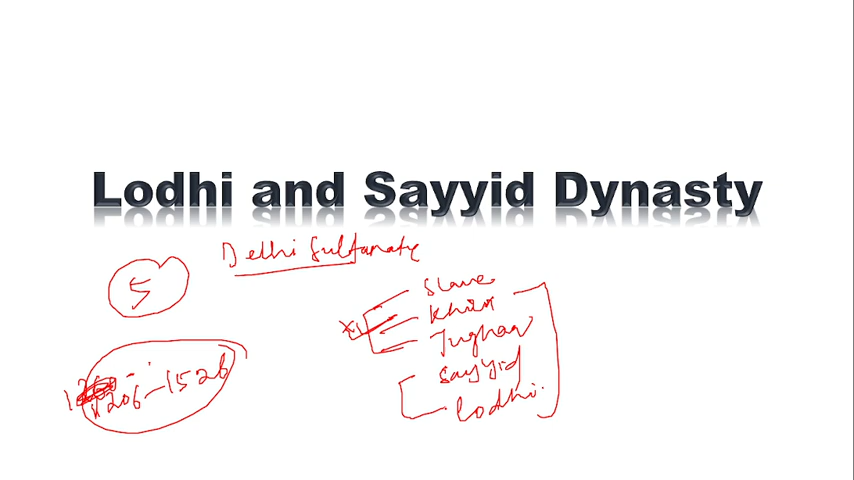 Lodhi and Sayyid Dynasty
Delhi Sultanate
5
Slave
Khilji
Tughlaq
Sayyid
Lodhi
1206-1526